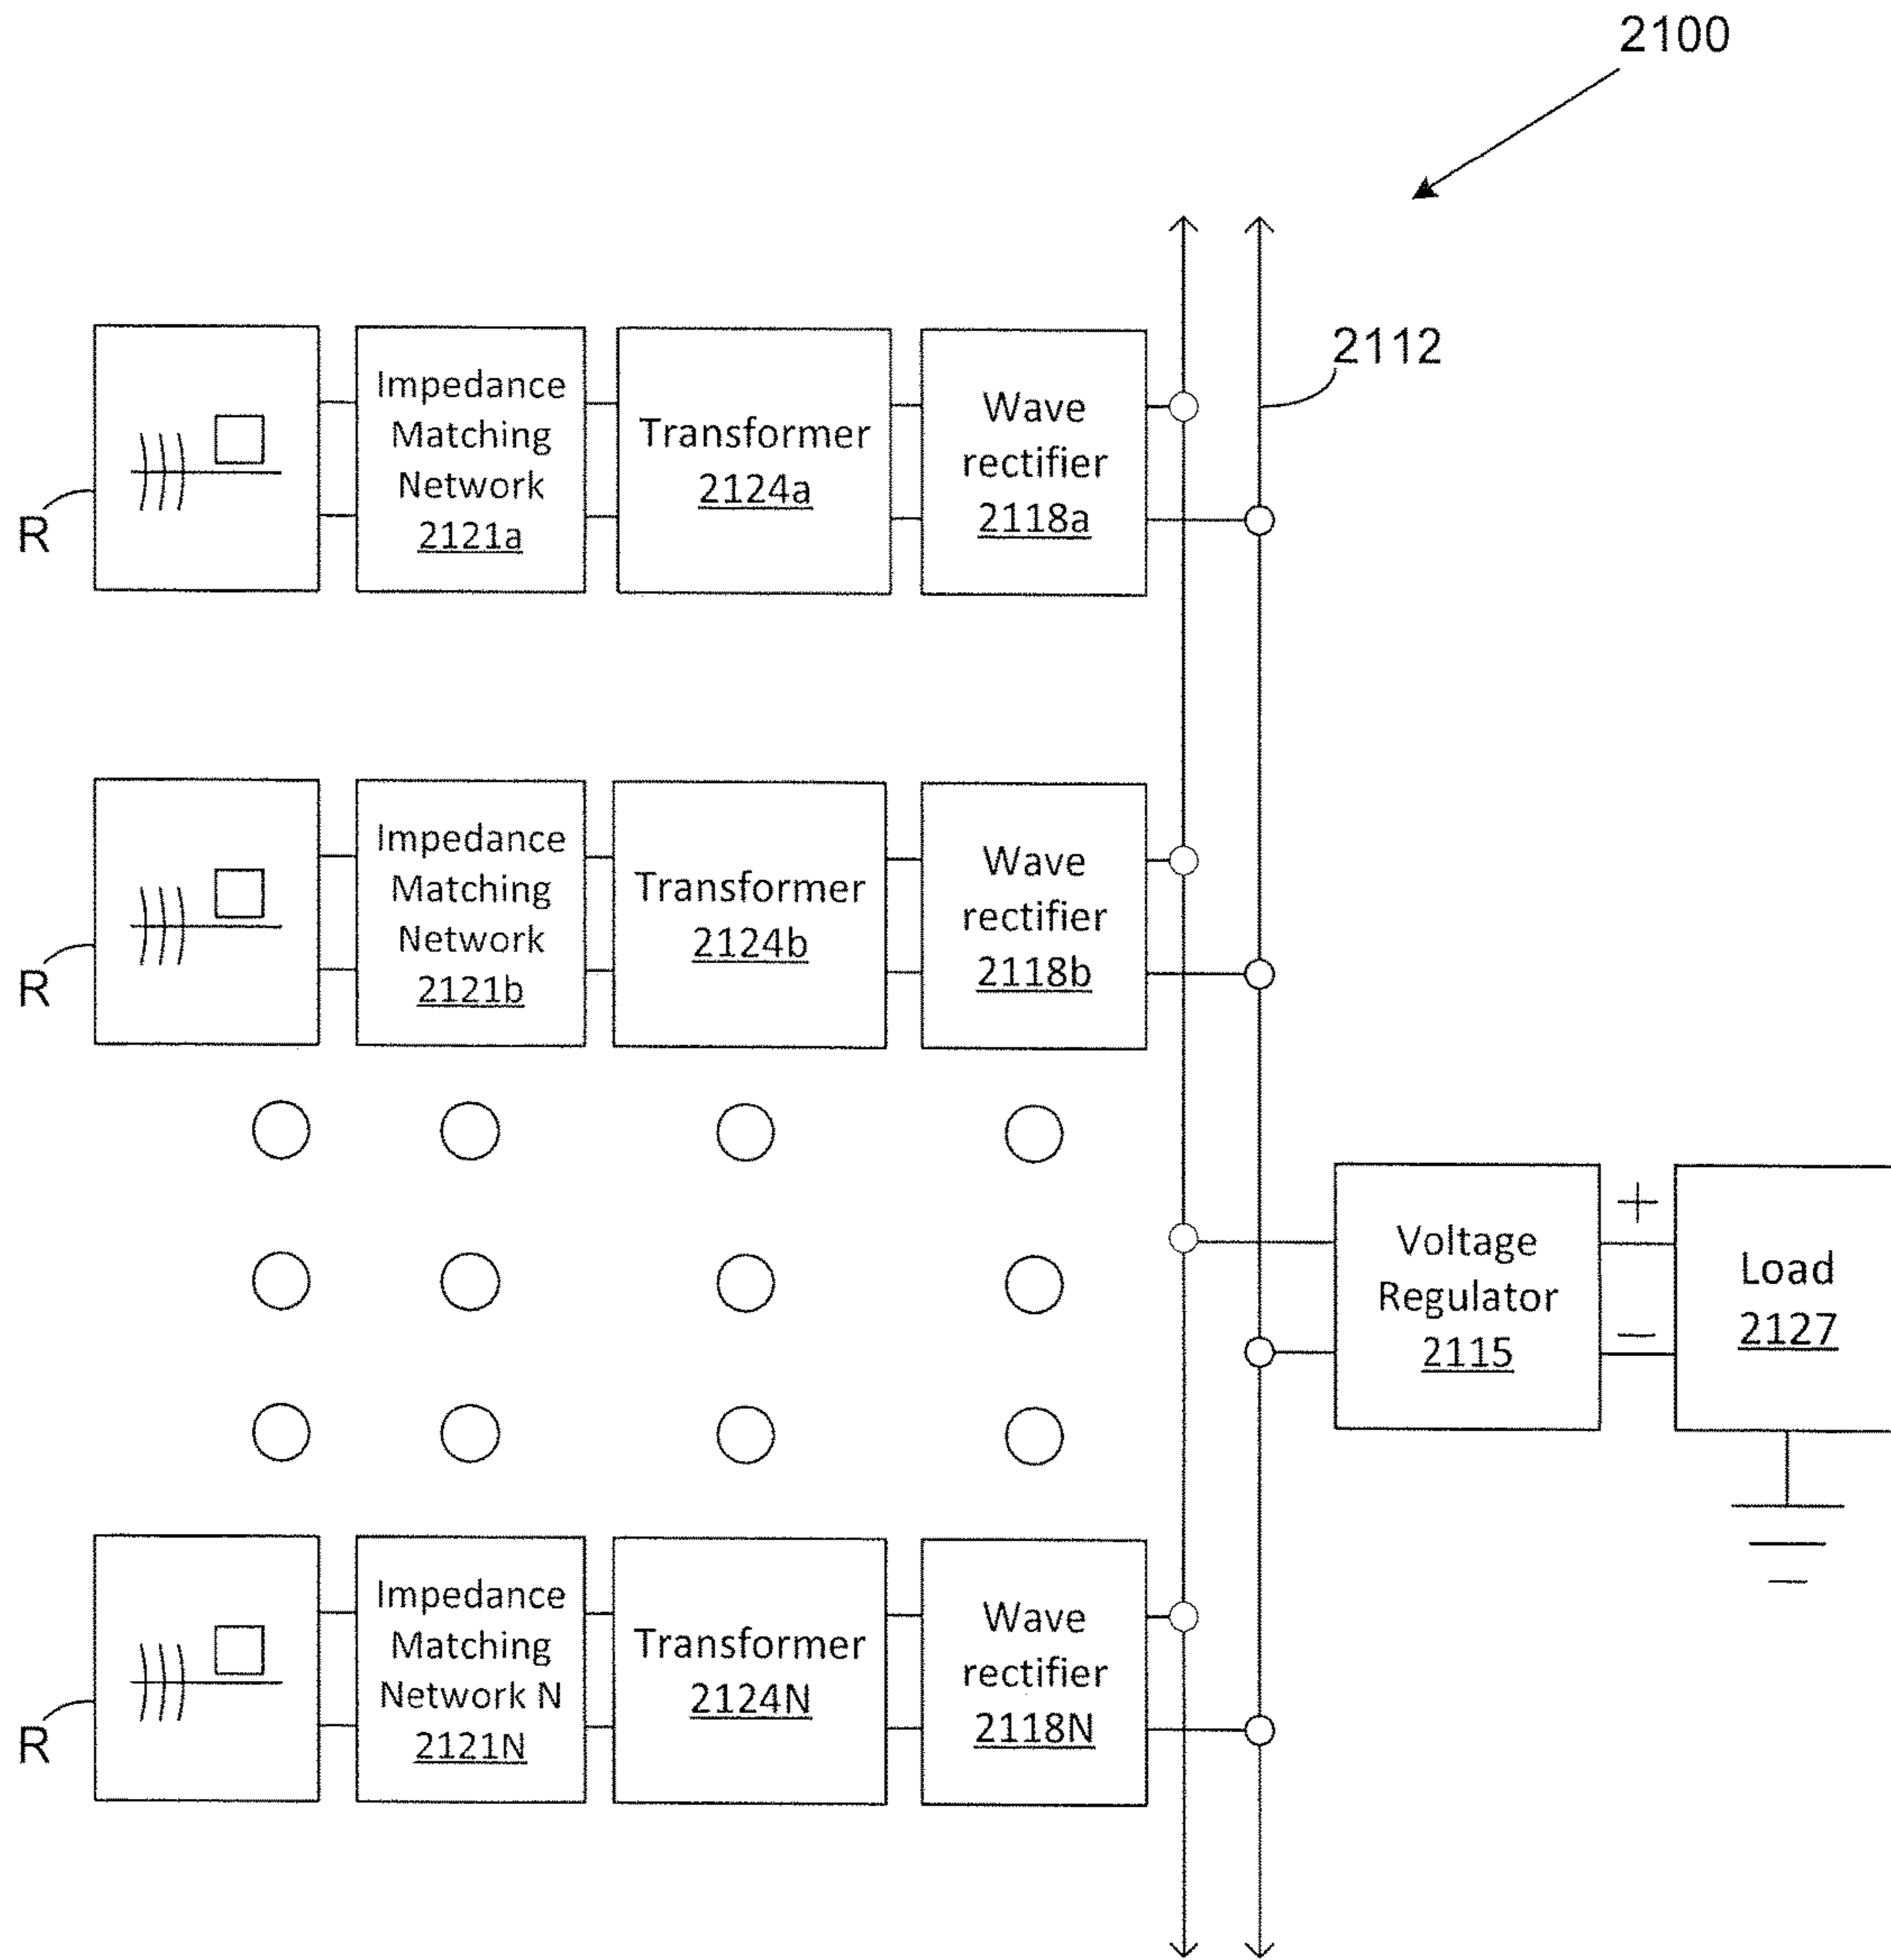 2100
2112
R
Impedance
Matching
Network
2121a
Transformer
2124a
Wave
rectifier
2118a
R
Impedance
Matching
Network
2121b
Transformer
2124b
Wave
rectifier
2118b
Voltage
Regulator
2115
+
−
Load
2127
R
Impedance
Matching
Network N
2121N
Transformer
2124N
Wave
rectifier
2118N